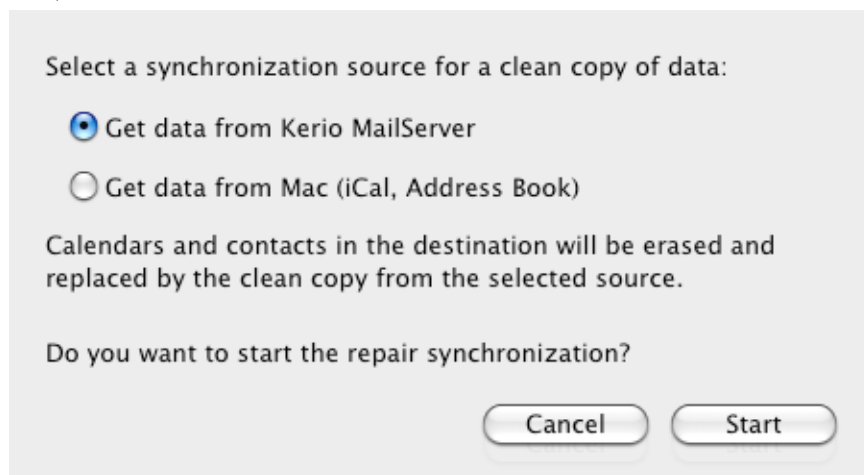 Select a synchronization source for a clean copy of data:
Get data from Kerio MailServer
Get data from Mac (iCal, Address Book)
Calendars and contacts in the destination will be erased and
replaced by the clean copy from the selected source.
Do you want to start the repair synchronization?
Cancel Start